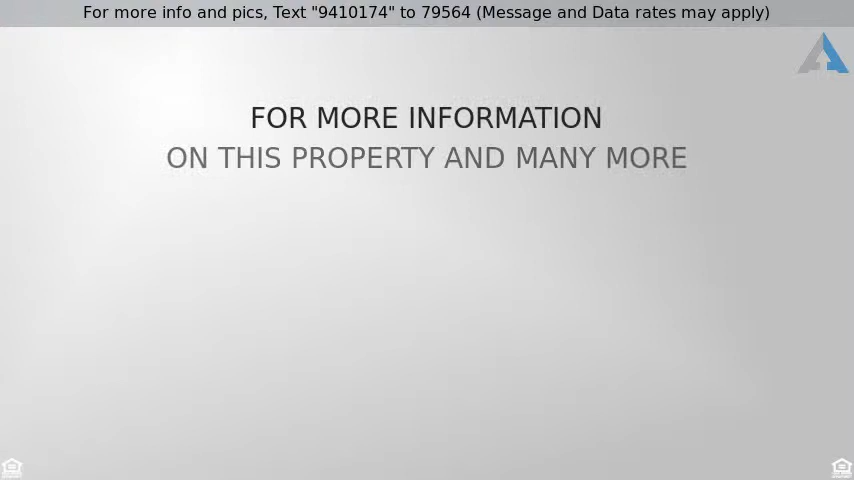 For more info and pics, Text "9410174" to 79564 (Message and Data rates may apply)
FOR MORE INFORMATION
ON THIS PROPERTY AND MANY MORE